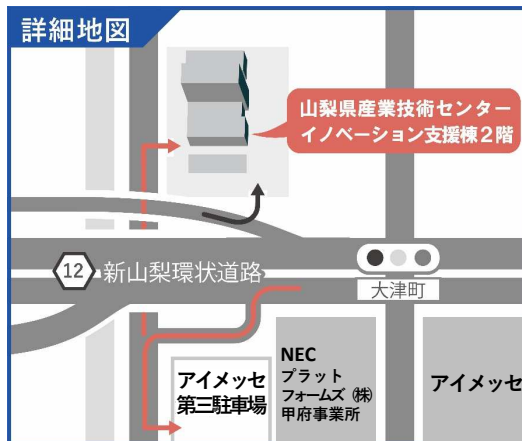 詳細地図
山梨県産業技術センター
イノベーション支援棟2階
12 新山梨環状道路
大津町
アイメッセ
第三駐車場
NEC
プラット
フォームズ ㈱
甲府事業所
アイメッセ